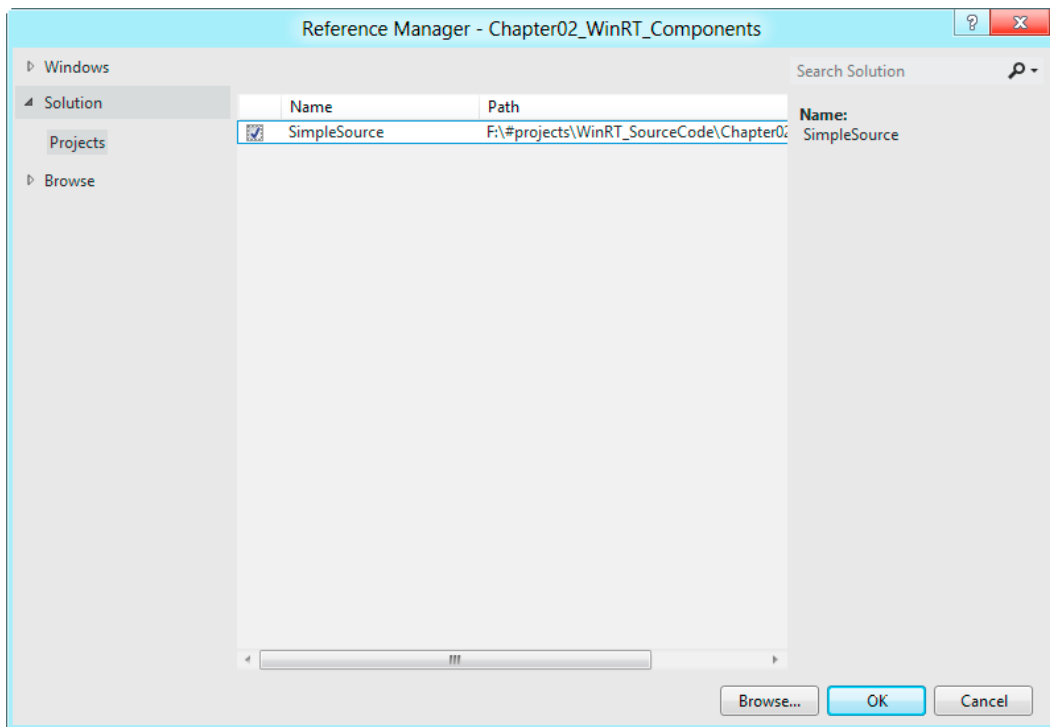 Reference Manager - Chapter02_WinRT_Components
Windows
Solution
Projects
Browse
Search Solution
Name Path
SimpleSource F:\#projects\WinRT_SourceCode\Chapter02
Name:
SimpleSource
Browse... OK Cancel